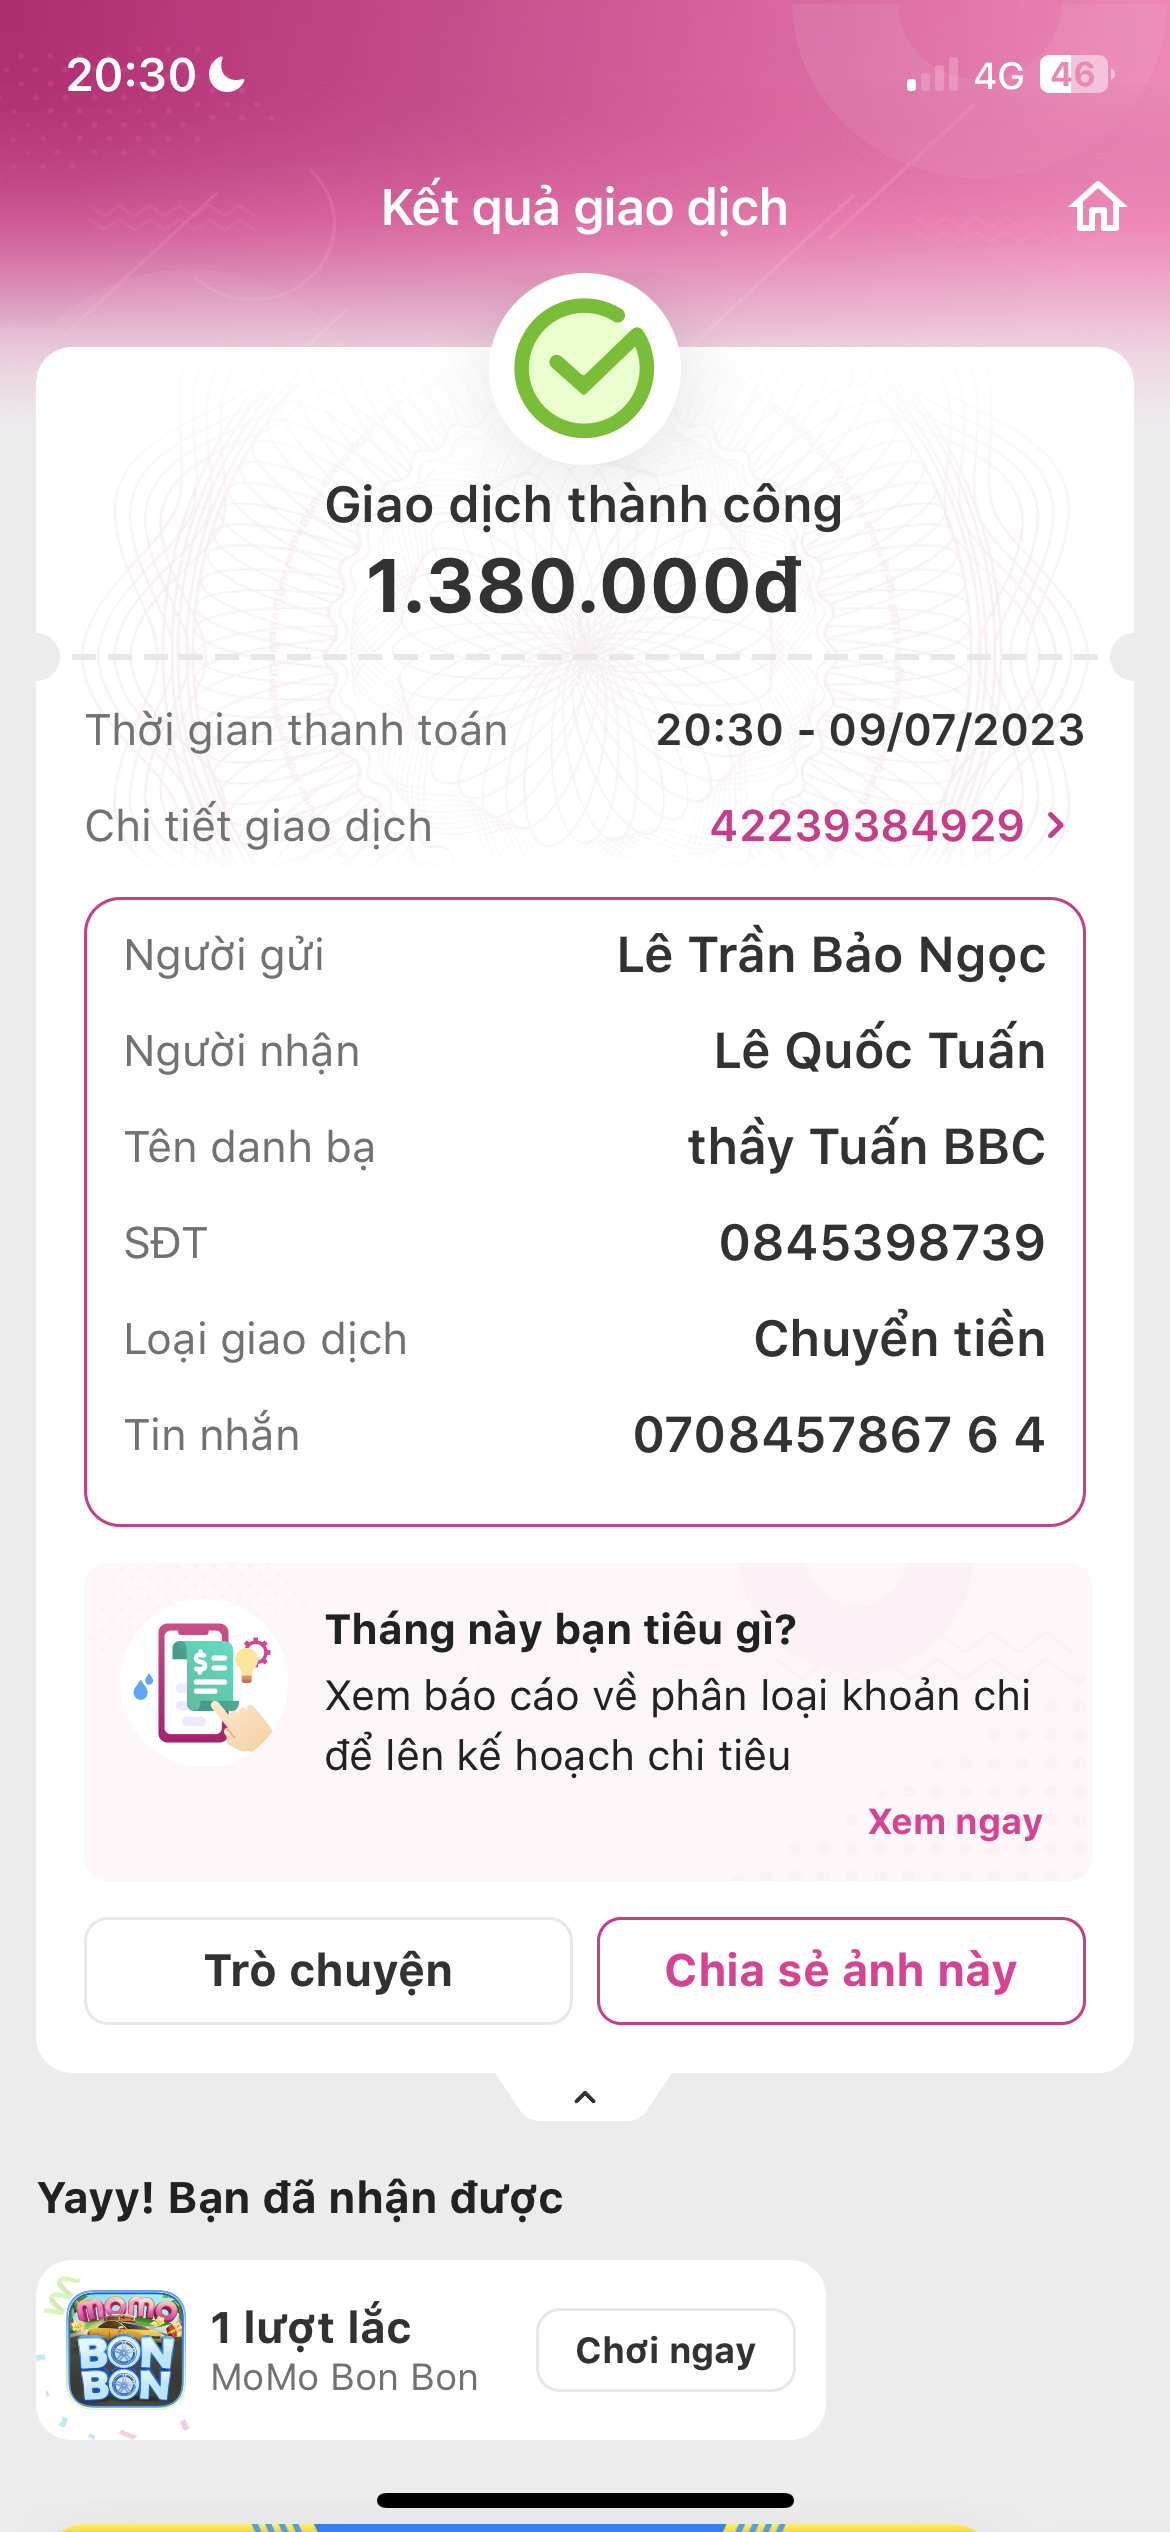 20:30
4G
46
Kết quả giao dịch
Giao dịch thành công
1.380.000đ
Thời gian thanh toán 20:30 - 09/07/2023
Chi tiết giao dịch 42239384929
Người gửi Lê Trần Bảo Ngọc
Người nhận Lê Quốc Tuấn
Tên danh bạ thầy Tuấn BBC
SĐT 0845398739
Loại giao dịch Chuyển tiền
Tin nhắn 0708457867 6 4
Tháng này bạn tiêu gì?
Xem báo cáo về phân loại khoản chi
để lên kế hoạch chi tiêu
Xem ngay
Trò chuyện
Chia sẻ ảnh này
Yayy! Bạn đã nhận được
momo
BON
BON
1 lượt lắc
MoMo Bon Bon
Chơi ngay